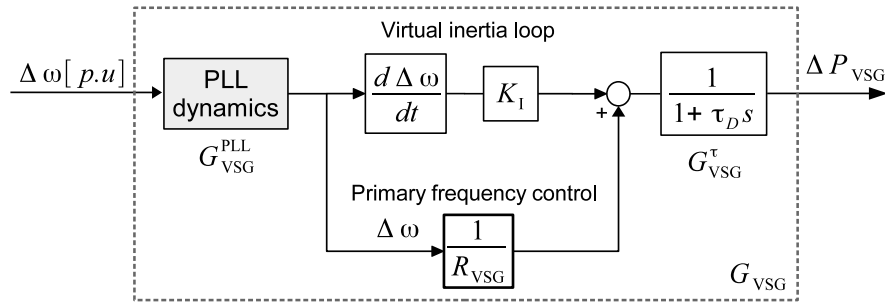 Virtual inertia loop
Δ ω [ p.u ]
PLL
dynamics
G_VSG^PLL
d Δ ω
dt
K_I
+
1
1+ τ_D s
G_VSG^τ
Δ P_VSG
Primary frequency control
Δ ω
1
R_VSG
G_VSG